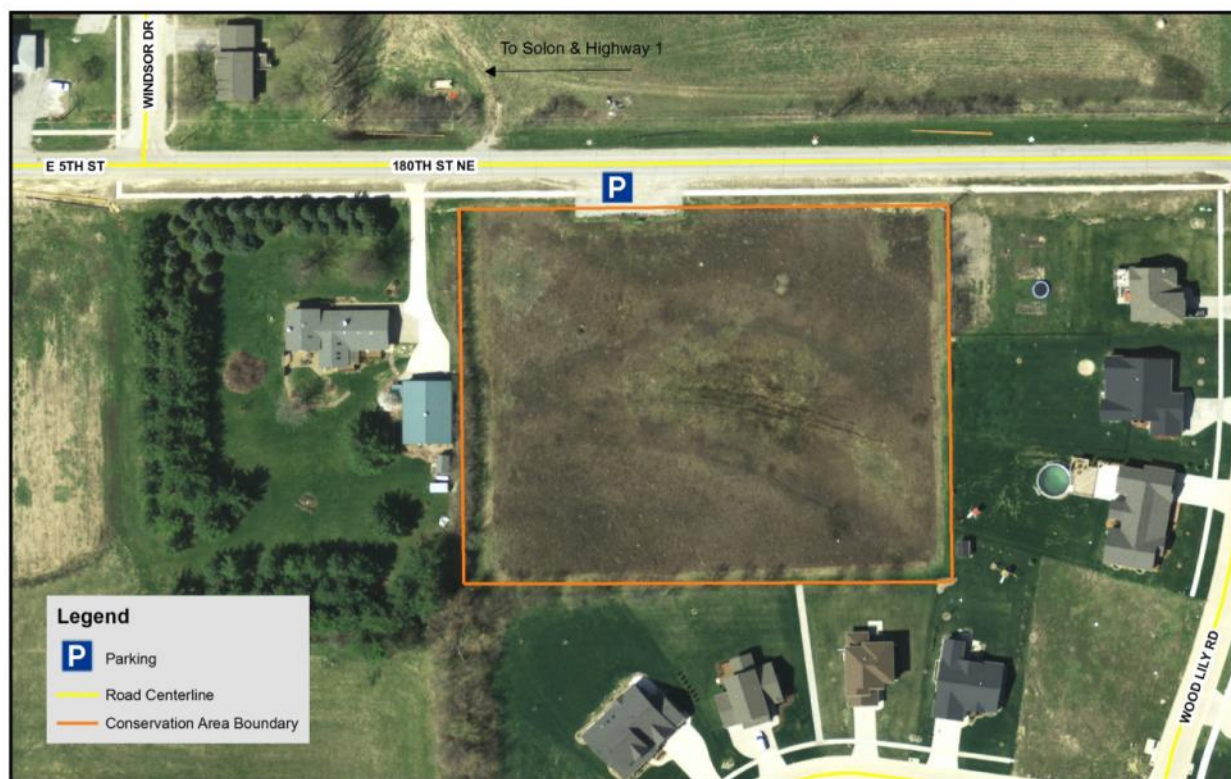 WINDSOR DR
To Solon & Highway 1
E 5TH ST
180TH ST NE
P
WOOD LILY RD
Legend
P Parking
Road Centerline
Conservation Area Boundary